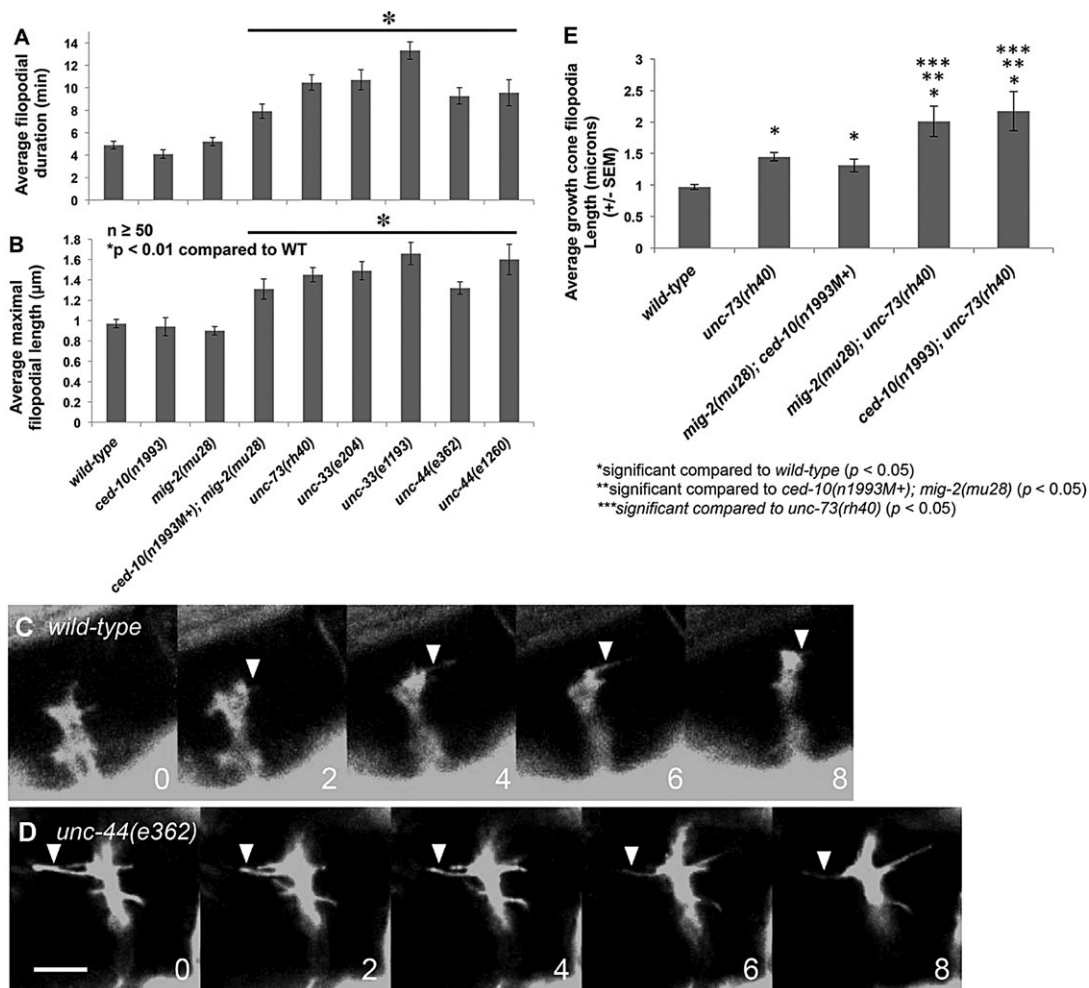 A
*
Average filopodial
duration (min)
14
12
10
8
6
4
2
0
B
n ≥ 50
*p < 0.01 compared to WT
*
Average maximal
filopodial length (µm)
1.8
1.6
1.4
1.2
1
0.8
0.6
0.4
0.2
0
wild-type
ced-10(n1993)
mig-2(mu28)
ced-10(n1993M+); mig-2(mu28)
unc-73(rh40)
unc-33(e204)
unc-33(e1193)
unc-44(e362)
unc-44(e1260)
E
Average growth cone filopodia
Length (microns)
(+/- SEM)
3
2.5
2
1.5
1
0.5
0
*
*
***
**
*
***
**
*
wild-type
unc-73(rh40)
mig-2(mu28); ced-10(n1993M+)
mig-2(mu28); unc-73(rh40)
ced-10(n1993); unc-73(rh40)
*significant compared to wild-type (p < 0.05)
**significant compared to ced-10(n1993M+); mig-2(mu28) (p < 0.05)
***significant compared to unc-73(rh40) (p < 0.05)
C wild-type
0 2 4 6 8
D unc-44(e362)
0 2 4 6 8